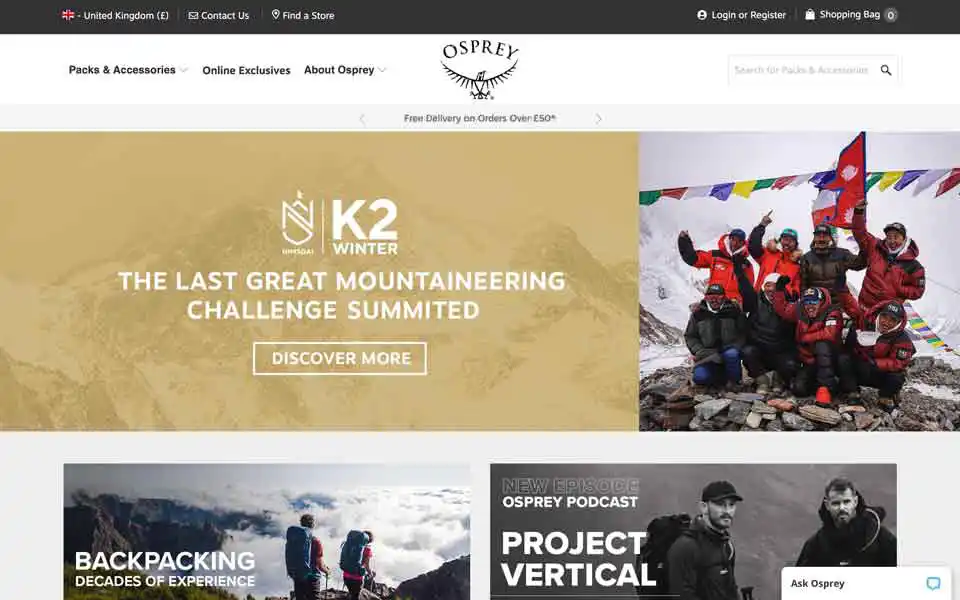 - United Kingdom (£) Contact Us Find a Store Login or Register Shopping Bag 0
OSPREY
Packs & Accessories Online Exclusives About Osprey Search for Packs & Accessories
Free Delivery on Orders Over £50*
NIMSDAI
K2
WINTER
THE LAST GREAT MOUNTAINEERING
CHALLENGE SUMMITED
DISCOVER MORE
BACKPACKING
DECADES OF EXPERIENCE
NEW EPISODE
OSPREY PODCAST
PROJECT
VERTICAL
Ask Osprey